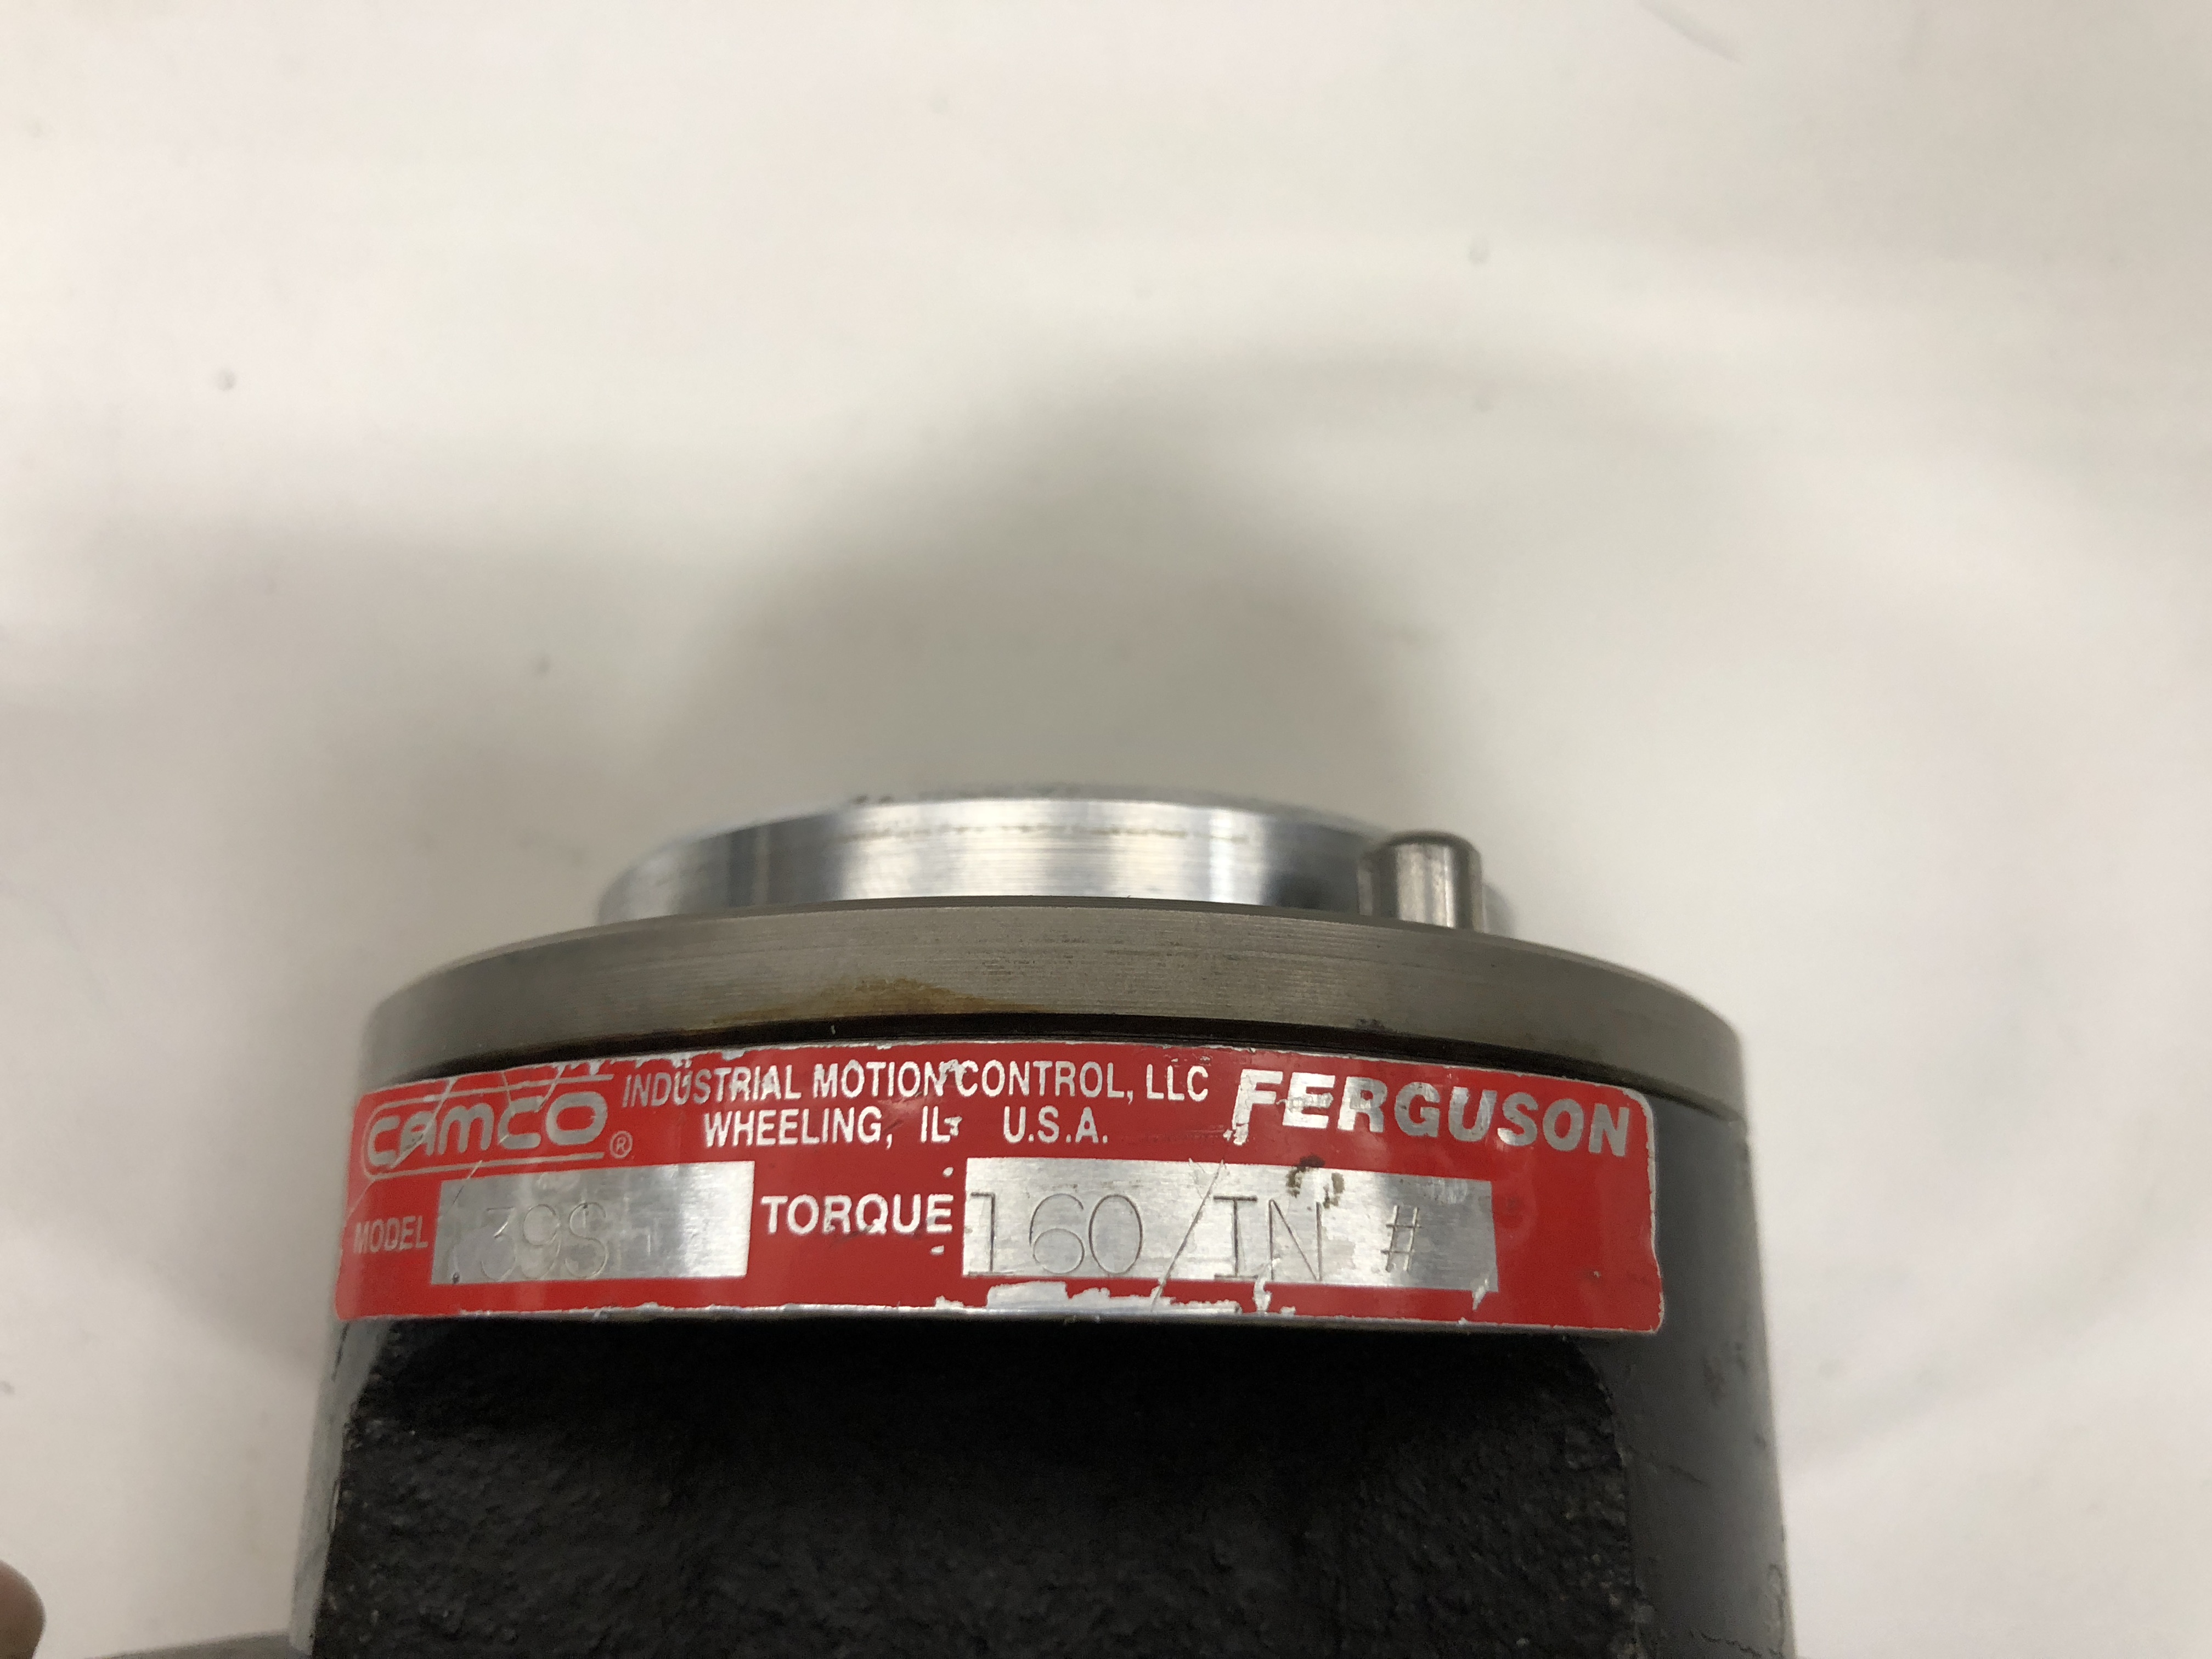 CAMCO® INDUSTRIAL MOTION CONTROL, LLC FERGUSON
WHEELING, IL U.S.A.
MODEL TORQUE 160/IN #